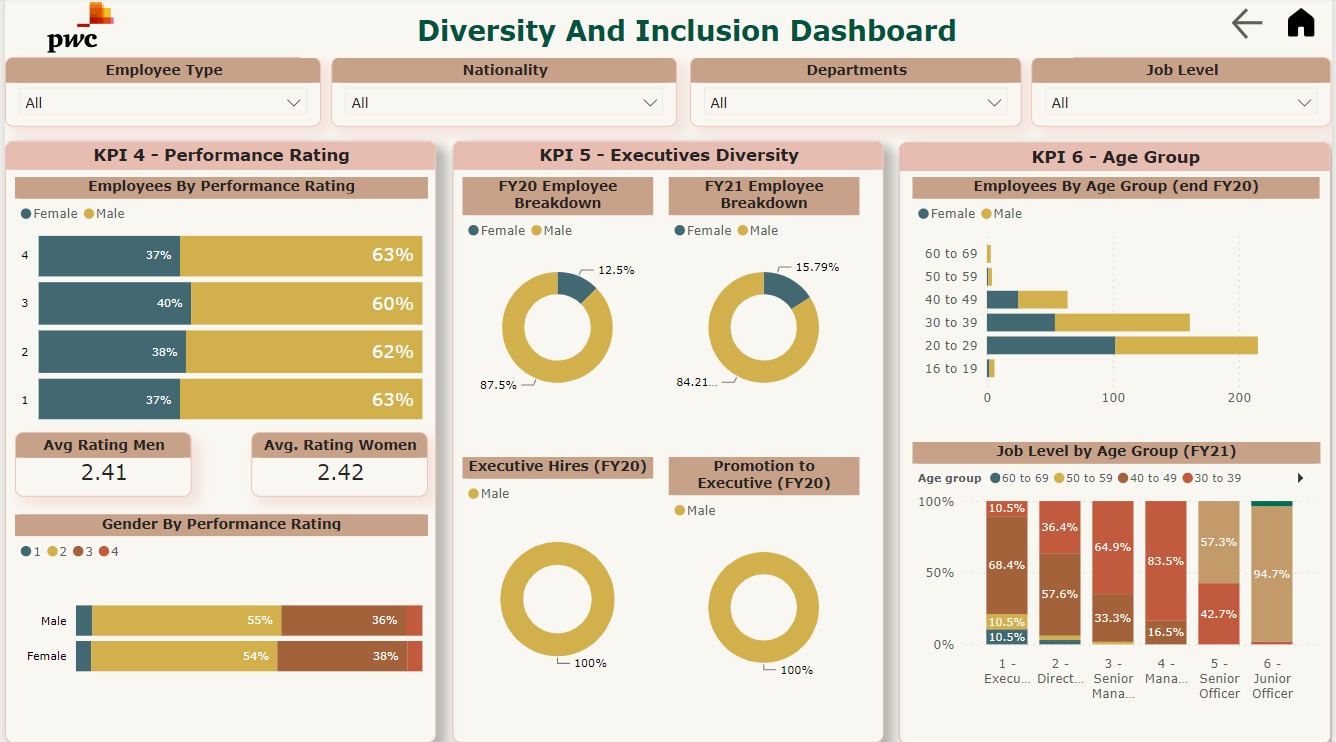 pwc
Diversity And Inclusion Dashboard
Employee Type
All
Nationality
All
Departments
All
Job Level
All
KPI 4 - Performance Rating
Employees By Performance Rating
Female Male
4 37% 63%
3 40% 60%
2 38% 62%
1 37% 63%
Avg Rating Men
2.41
Avg. Rating Women
2.42
Gender By Performance Rating
1 2 3 4
Male 55% 36%
Female 54% 38%
KPI 5 - Executives Diversity
FY20 Employee
Breakdown
Female Male
12.5%
87.5%
FY21 Employee
Breakdown
Female Male
15.79%
84.21...
Executive Hires (FY20)
Male
100%
Promotion to
Executive (FY20)
Male
100%
KPI 6 - Age Group
Employees By Age Group (end FY20)
Female Male
60 to 69
50 to 59
40 to 49
30 to 39
20 to 29
16 to 19
0 100 200
Job Level by Age Group (FY21)
Age group 60 to 69 50 to 59 40 to 49 30 to 39
100%
50%
0%
10.5%
68.4%
10.5%
10.5%
36.4%
57.6%
64.9%
33.3%
83.5%
16.5%
57.3%
42.7%
94.7%
1 -
Execu...
2 -
Direct...
3 -
Senior
Mana...
4 -
Mana...
5 -
Senior
Officer
6 -
Junior
Officer